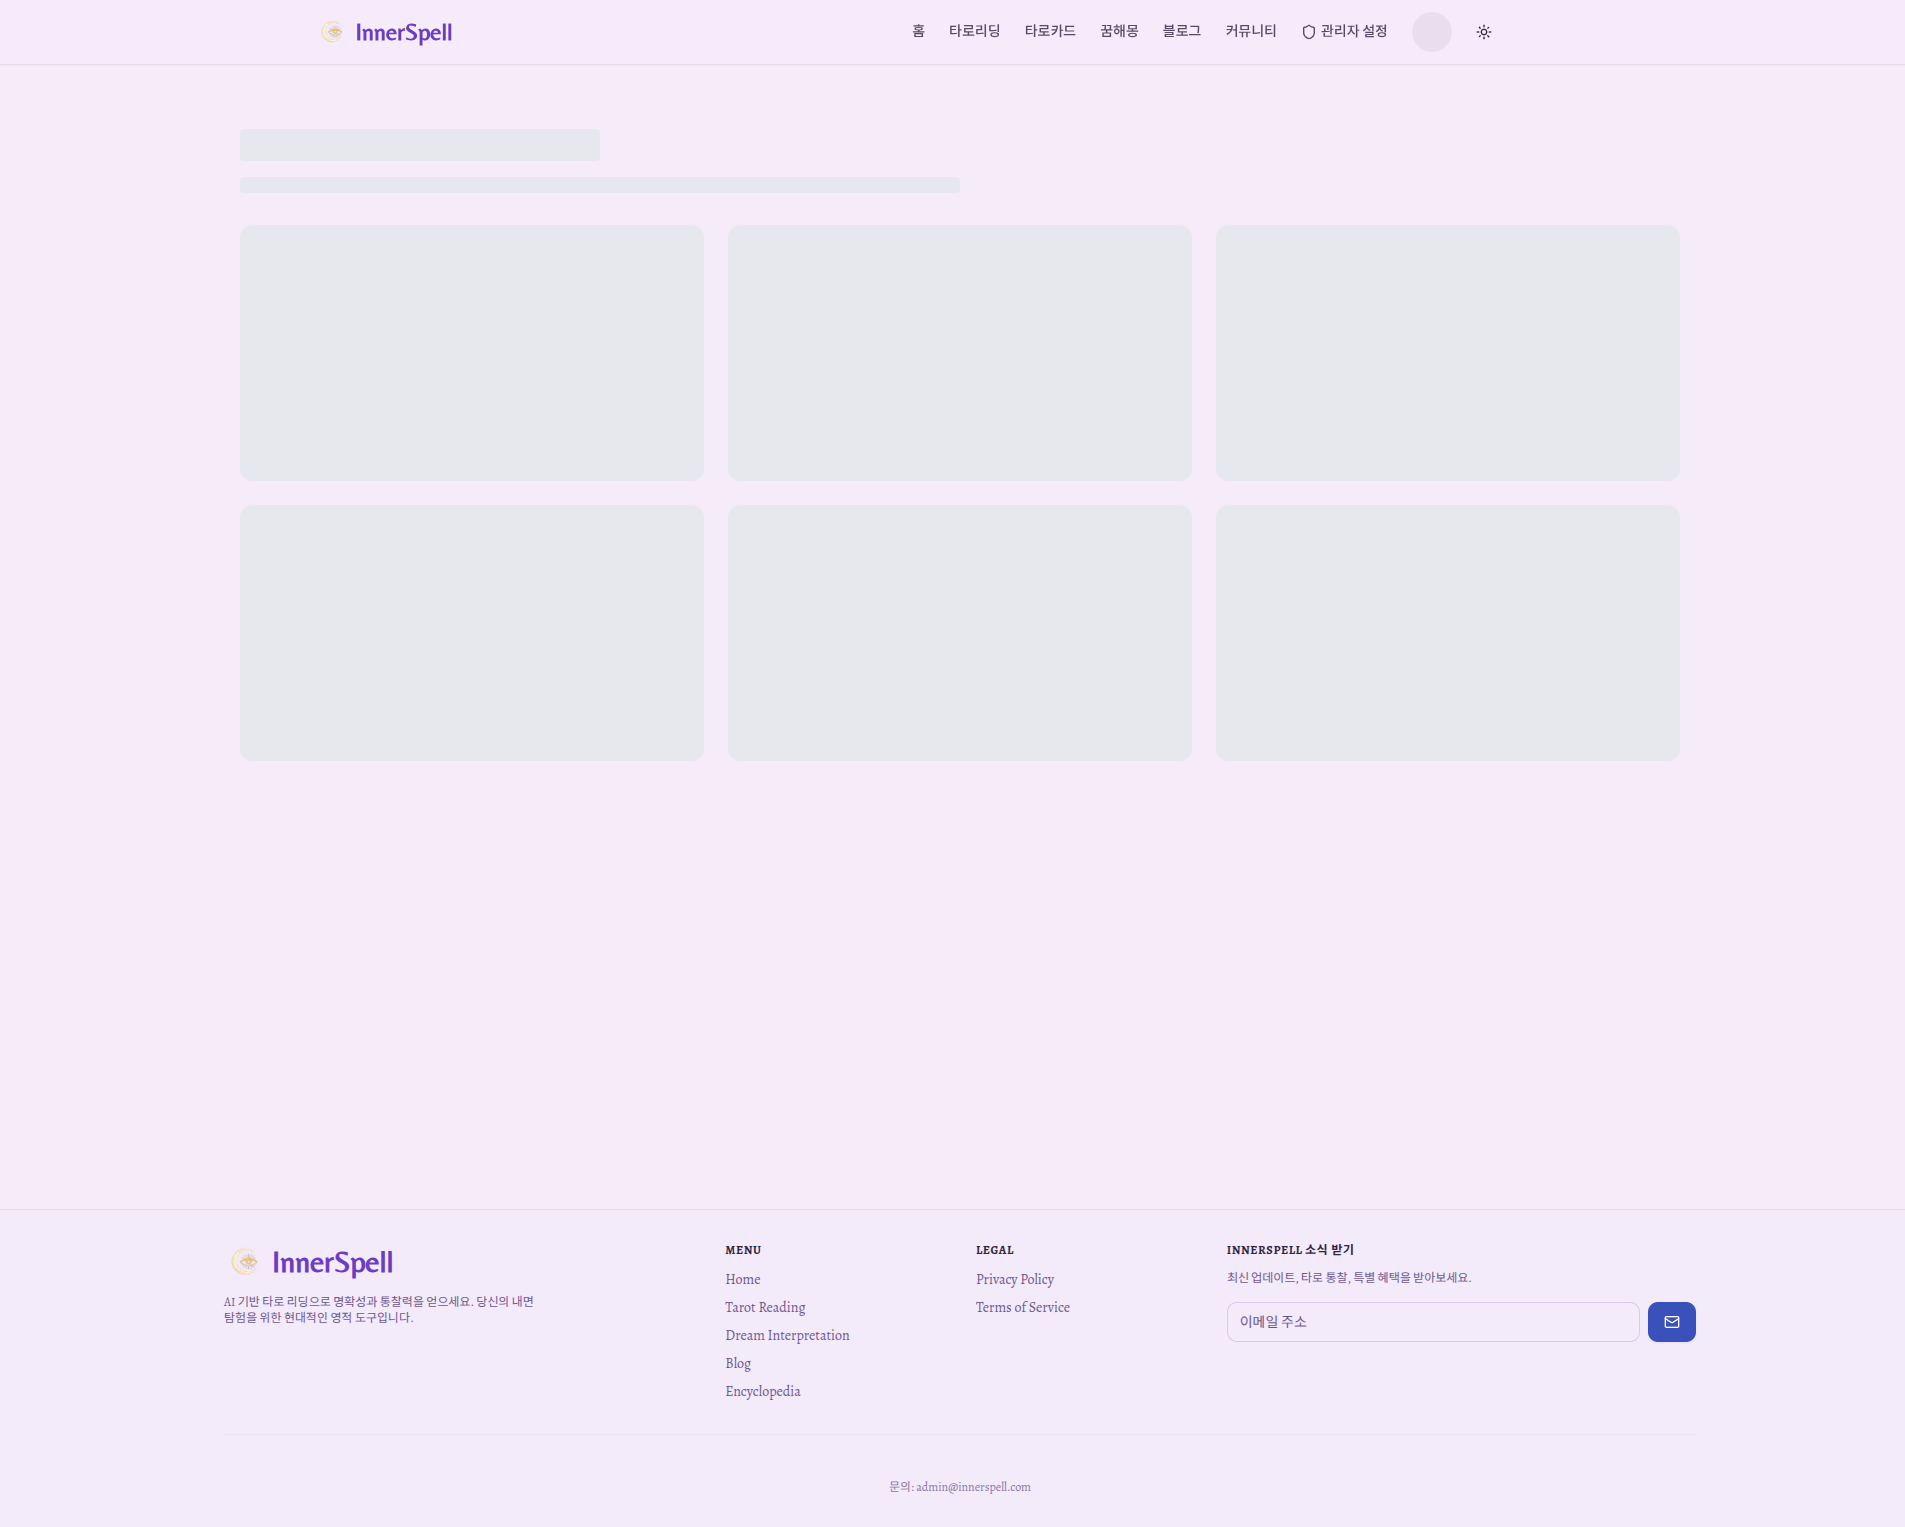 InnerSpell
홈
타로리딩
타로카드
꿈해몽
블로그
커뮤니티
관리자 설정
InnerSpell
AI 기반 타로 리딩으로 명확성과 통찰력을 얻으세요. 당신의 내면
탐험을 위한 현대적인 영적 도구입니다.
MENU
Home
Tarot Reading
Dream Interpretation
Blog
Encyclopedia
LEGAL
Privacy Policy
Terms of Service
INNERSPELL 소식 받기
최신 업데이트, 타로 통찰, 특별 혜택을 받아보세요.
이메일 주소
문의: admin@innerspell.com